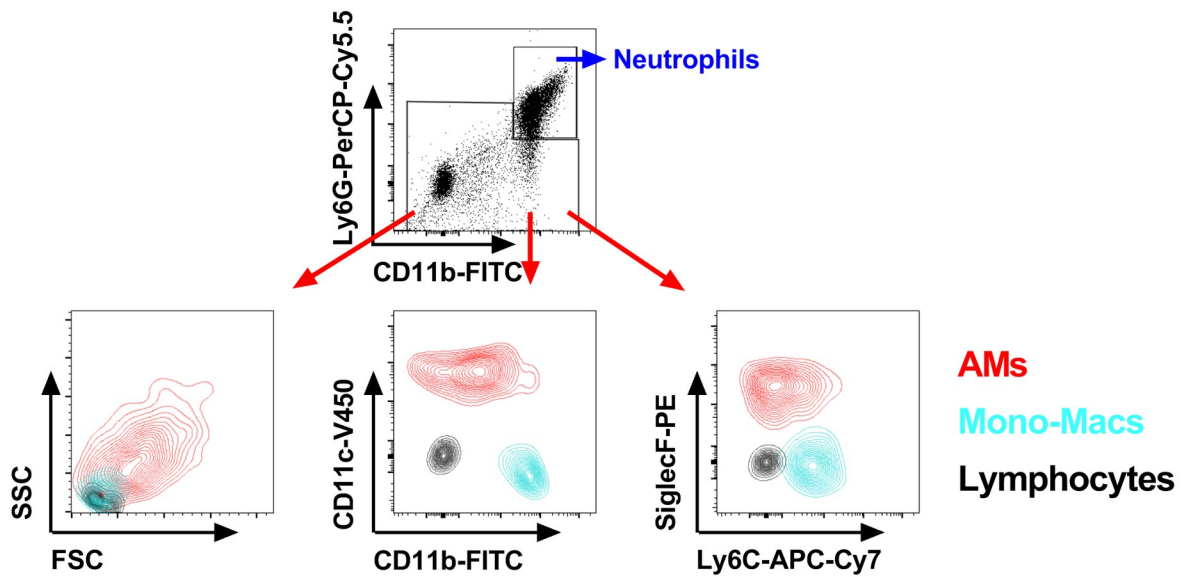 Ly6G-PerCP-Cy5.5
Neutrophils
CD11b-FITC
SSC
FSC
CD11c-V450
CD11b-FITC
SiglecF-PE
Ly6C-APC-Cy7
AMs
Mono-Macs
Lymphocytes